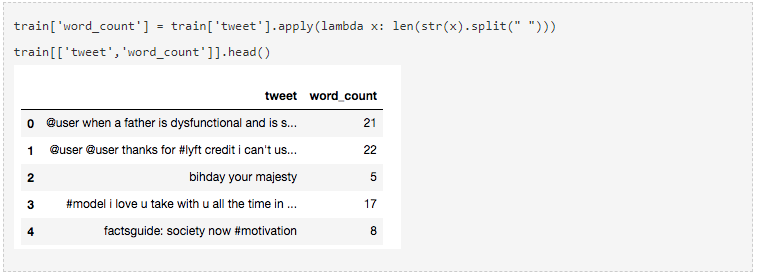 train['word_count'] = train['tweet'].apply(lambda x: len(str(x).split(" ")))
train[['tweet','word_count']].head()
tweet word_count
0 @user when a father is dysfunctional and is s... 21
1 @user @user thanks for #lyft credit i can't us... 22
2 bihday your majesty 5
3 #model i love u take with u all the time in ... 17
4 factsguide: society now #motivation 8